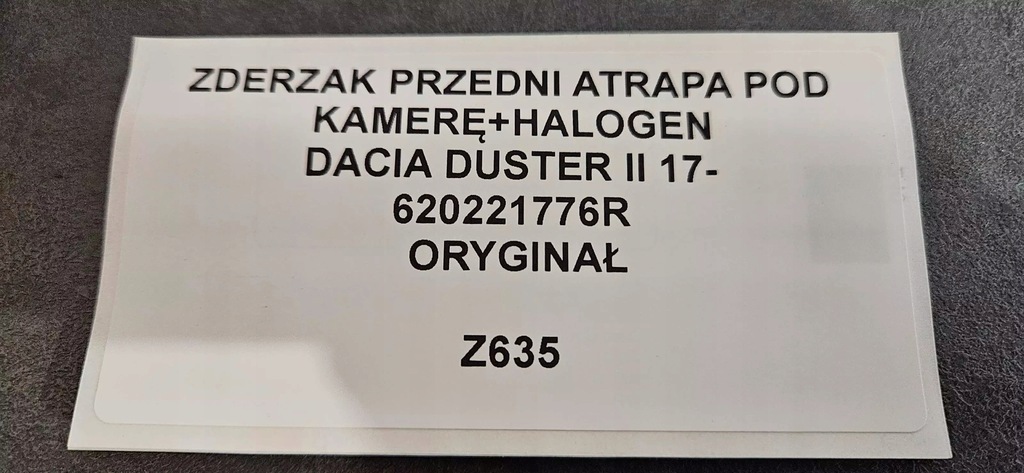 ZDERZAK PRZEDNI ATRAPA POD
KAMERĘ+HALOGEN
DACIA DUSTER II 17-
620221776R
ORYGINAŁ
Z635